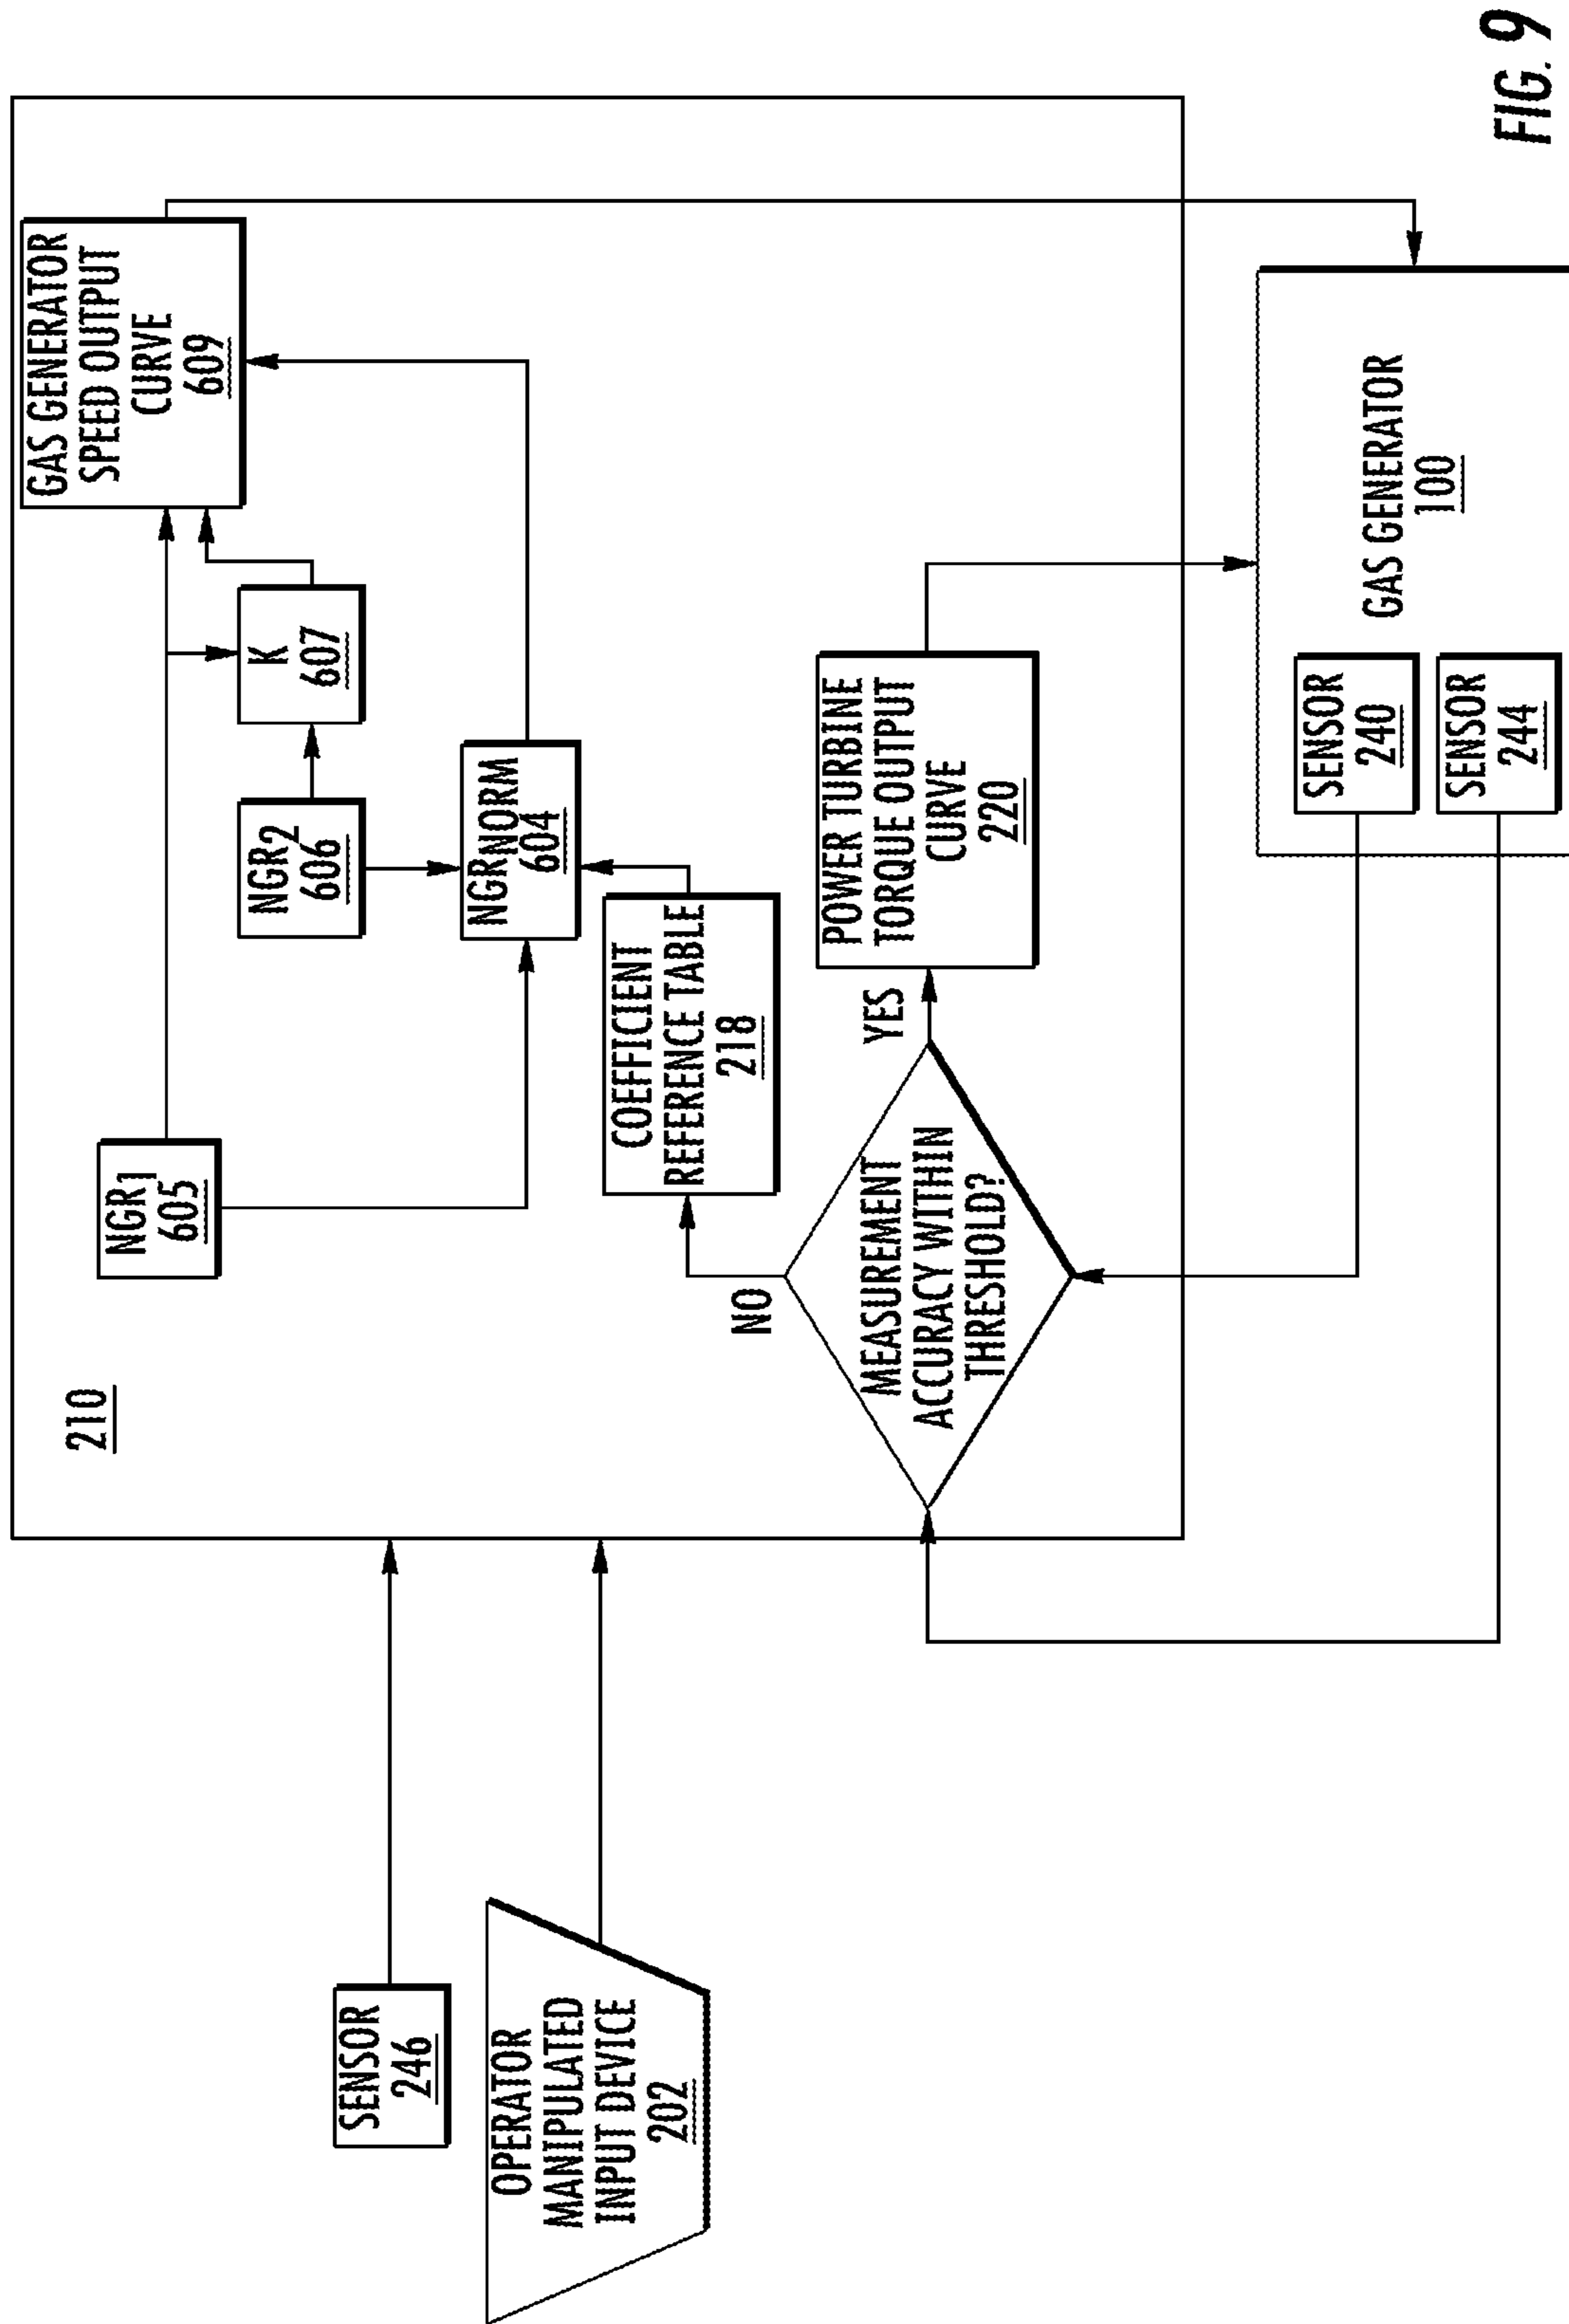 210
NGR1
605
NGR2
606
K
607
GAS GENERATOR
SPEED OUTPUT
CURVE
609
NGRNORM
604
COEFFICIENT
REFERENCE TABLE
218
SENSOR
246
OPERATOR
MANIPULATED
INPUT DEVICE
202
NO
MEASUREMENT
ACCURACY WITHIN
THRESHOLD?
YES
POWER TURBINE
TORQUE OUTPUT
CURVE
220
SENSOR
240
SENSOR
244
GAS GENERATOR
100
FIG. 9